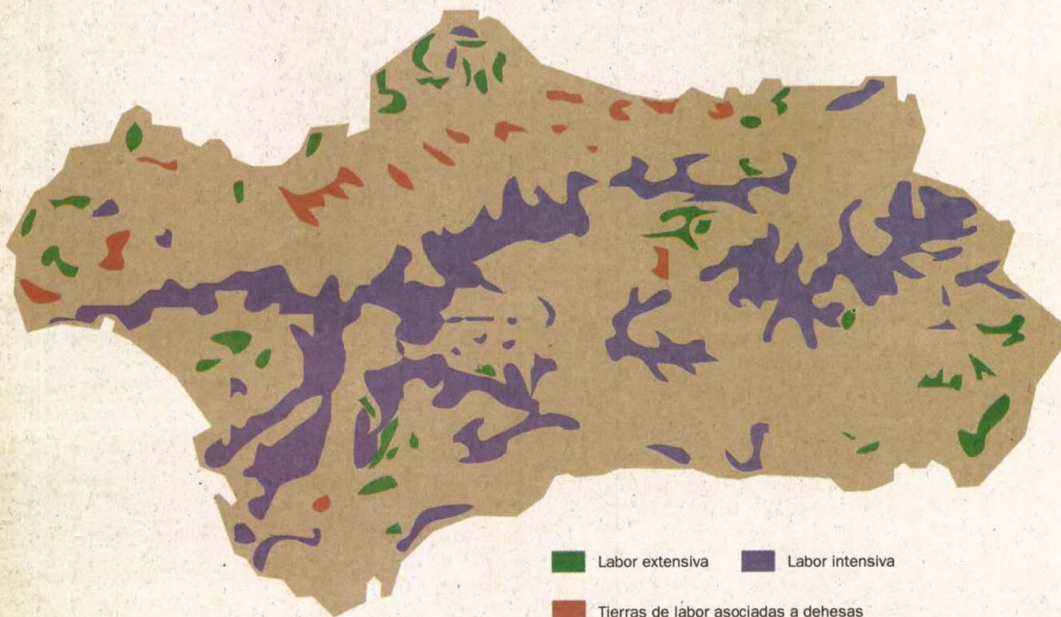 Labor extensiva
Labor intensiva
Tierras de labor asociadas a dehesas